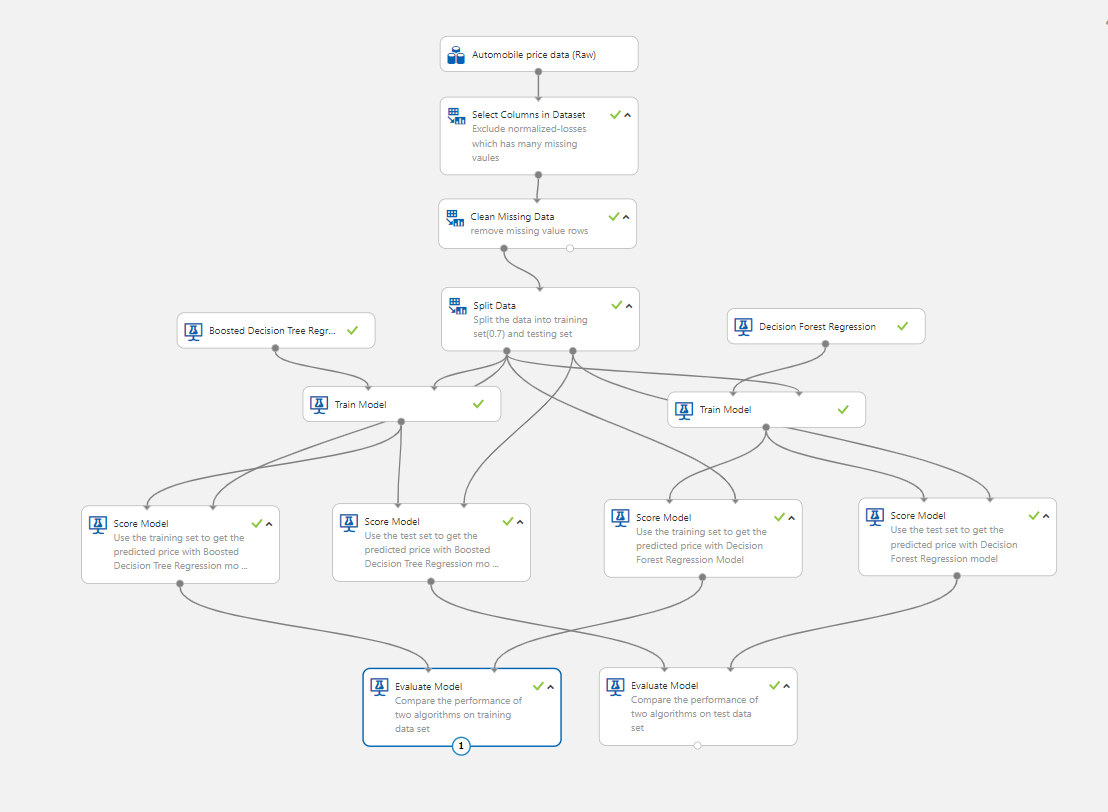 Automobile price data (Raw)
Select Columns in Dataset
Exclude normalized-losses
which has many missing
vaules
Clean Missing Data
remove missing value rows
Split Data
Split the data into training
set(0.7) and testing set
Boosted Decision Tree Regr...
Decision Forest Regression
Train Model
Train Model
Score Model
Use the training set to get the
predicted price with Boosted
Decision Tree Regression mo ...
Score Model
Use the test set to get the
predicted price with Boosted
Decision Tree Regression mo ...
Score Model
Use the training set to get the
predicted price with Decision
Forest Regression Model
Score Model
Use the test set to get the
predicted price with Decision
Forest Regression model
Evaluate Model
Compare the performance of
two algorithms on training
data set
1
Evaluate Model
Compare the performance of
two algorithms on test data
set